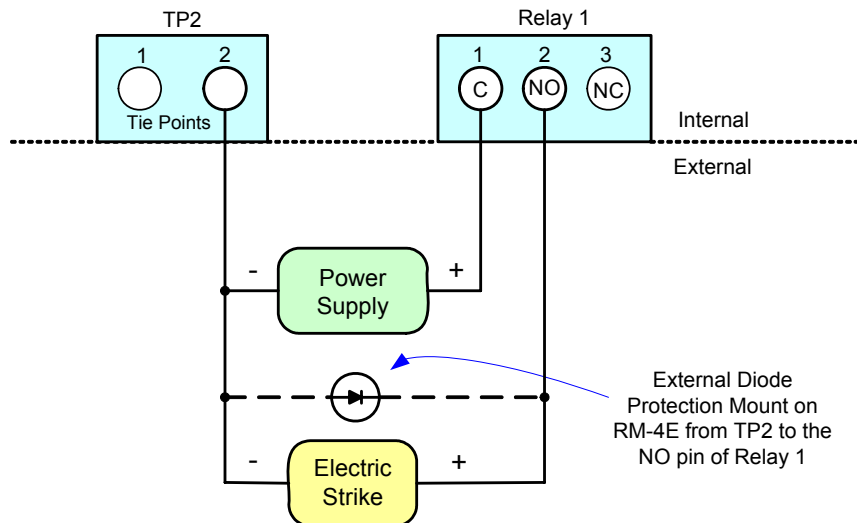 TP2
Relay 1
1 2
1 2 3
C NO NC
Tie Points
Internal
External
- Power +
Supply
External Diode
Protection Mount on
RM-4E from TP2 to the
NO pin of Relay 1
- Electric +
Strike